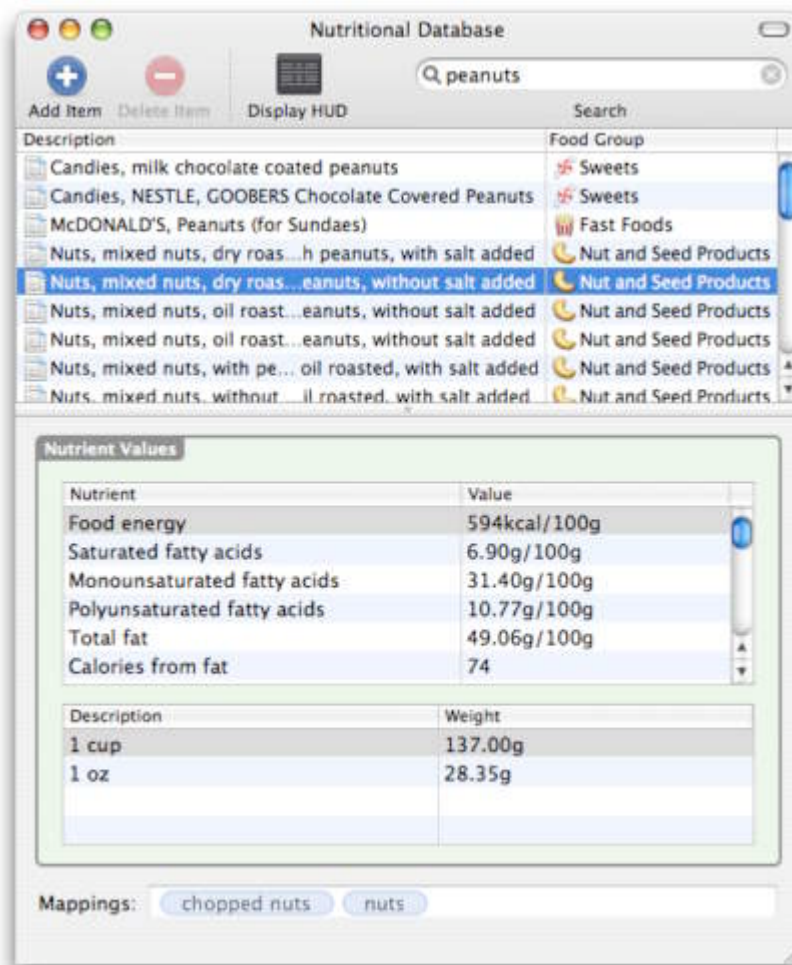 Nutritional Database
peanuts
Add Item Delete Item Display HUD Search
Description Food Group
Candies, milk chocolate coated peanuts Sweets
Candies, NESTLE, GOOBERS Chocolate Covered Peanuts Sweets
McDONALD'S, Peanuts (for Sundaes) Fast Foods
Nuts, mixed nuts, dry roas...h peanuts, with salt added Nut and Seed Products
Nuts, mixed nuts, dry roas...eanuts, without salt added Nut and Seed Products
Nuts, mixed nuts, oil roast...eanuts, without salt added Nut and Seed Products
Nuts, mixed nuts, oil roast...eanuts, without salt added Nut and Seed Products
Nuts, mixed nuts, with pe... oil roasted, with salt added Nut and Seed Products
Nuts, mixed nuts, without ...il roasted, with salt added Nut and Seed Products
Nutrient Values
Nutrient Value
Food energy 594kcal/100g
Saturated fatty acids 6.90g/100g
Monounsaturated fatty acids 31.40g/100g
Polyunsaturated fatty acids 10.77g/100g
Total fat 49.06g/100g
Calories from fat 74
Description Weight
1 cup 137.00g
1 oz 28.35g
Mappings: chopped nuts nuts